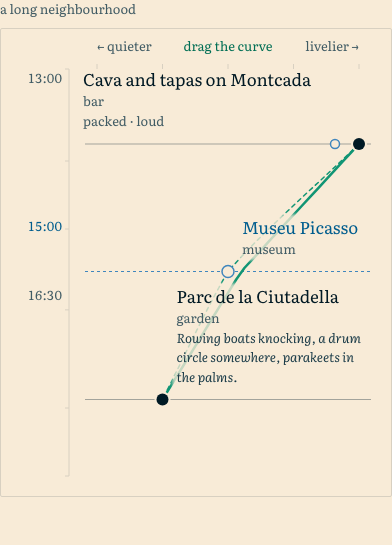 a long neighbourhood
← quieter
drag the curve
livelier →
13:00
Cava and tapas on Montcada
bar
packed · loud
15:00
Museu Picasso
museum
16:30
Parc de la Ciutadella
garden
Rowing boats knocking, a drum
circle somewhere, parakeets in
the palms.